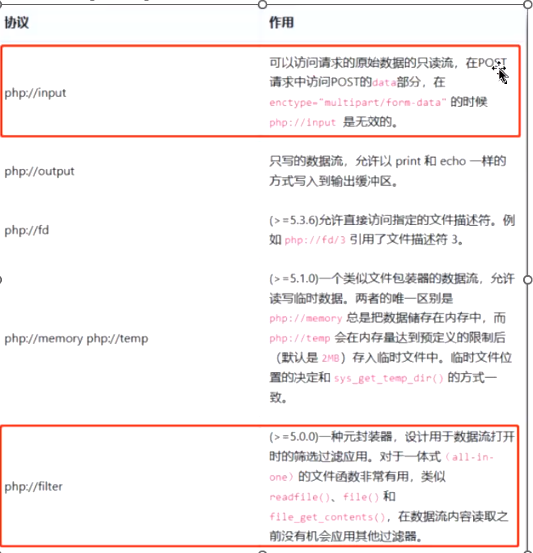 协议 作用
php://input
可以访问请求的原始数据的只读流，在POST
请求中访问POST的data部分，在
enctype="multipart/form-data" 的时候
php://input 是无效的。
php://output
只写的数据流，允许以 print 和 echo 一样的
方式写入到输出缓冲区。
php://fd
(>=5.3.6)允许直接访问指定的文件描述符。例
如 php://fd/3 引用了文件描述符 3。
php://memory php://temp
(>=5.1.0)一个类似文件包装器的数据流，允许
读写临时数据。两者的唯一区别是
php://memory 总是把数据储存在内存中，而
php://temp 会在内存量达到预定义的限制后
（默认是 2MB）存入临时文件中。临时文件位
置的决定和 sys_get_temp_dir() 的方式一
致。
php://filter
(>=5.0.0)一种元封装器，设计用于数据流打开
时的筛选过滤应用。对于一体式（all-in-
one）的文件函数非常有用，类似
readfile()、file() 和
file_get_contents()，在数据流内容读取之
前没有机会应用其他过滤器。